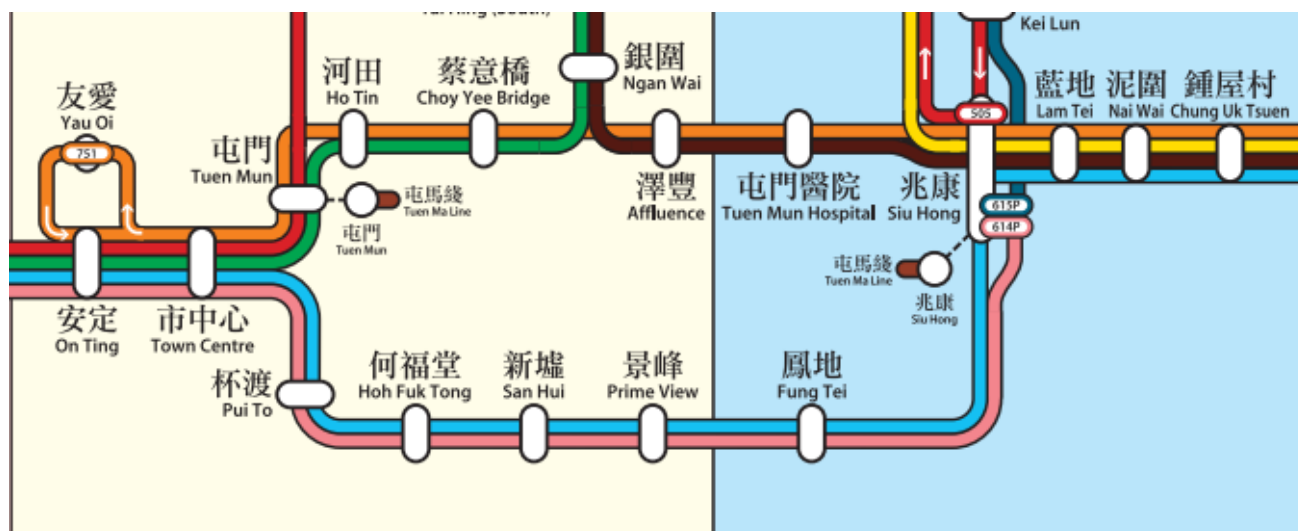 Tai Hing (South)
Kei Lun
友愛
Yau Oi
751
河田
Ho Tin
蔡意橋
Choy Yee Bridge
銀圍
Ngan Wai
505
藍地
Lam Tei
泥圍
Nai Wai
鍾屋村
Chung Uk Tsuen
屯門
Tuen Mun
屯馬綫
Tuen Ma Line
屯門
Tuen Mun
澤豐
Affluence
屯門醫院
Tuen Mun Hospital
兆康
Siu Hong
615P
614P
屯馬綫
Tuen Ma Line
兆康
Siu Hong
安定
On Ting
市中心
Town Centre
杯渡
Pui To
何福堂
Hoh Fuk Tong
新墟
San Hui
景峰
Prime View
鳳地
Fung Tei